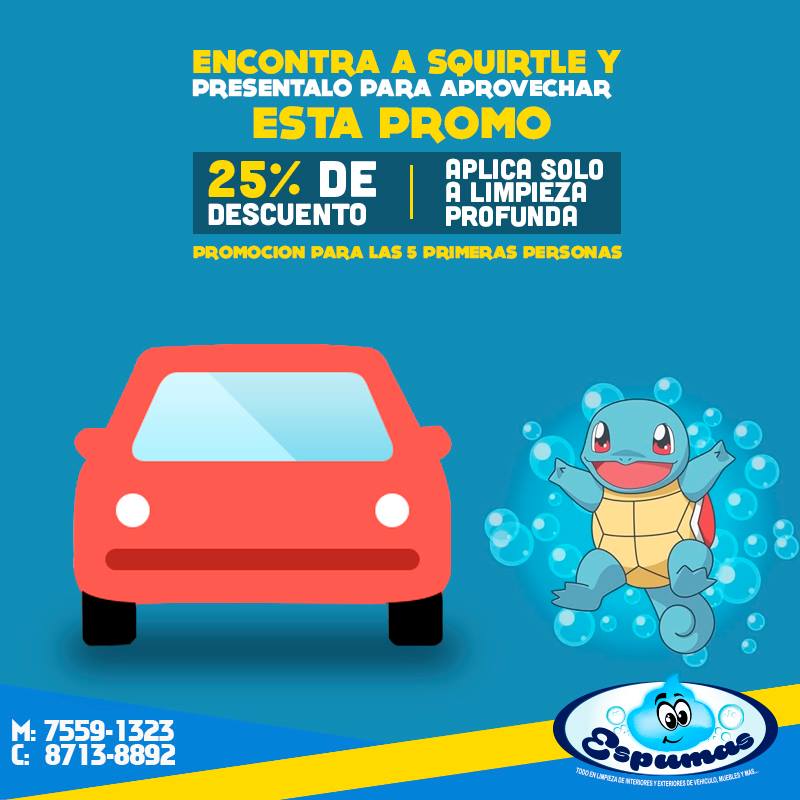 ENCONTRA A SQUIRTLE Y
PRESENTALO PARA APROVECHAR
ESTA PROMO
25% DE
DESCUENTO
APLICA SOLO
A LIMPIEZA
PROFUNDA
PROMOCION PARA LAS 5 PRIMERAS PERSONAS
M: 7559-1323
C: 8713-8892
Espumas
TODO EN LIMPIEZA DE INTERIORES Y EXTERIORES DE VEHICULO, MUEBLES Y MAS...